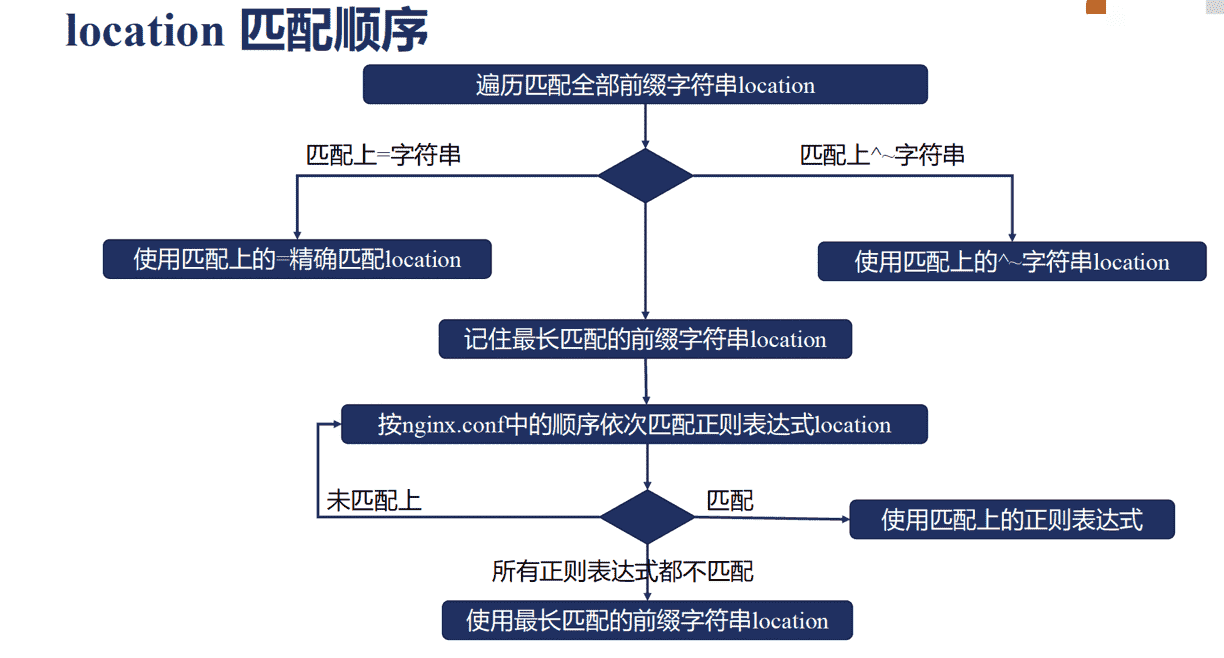 location 匹配顺序
遍历匹配全部前缀字符串location
匹配上=字符串
匹配上^~字符串
使用匹配上的=精确匹配location
使用匹配上的^~字符串location
记住最长匹配的前缀字符串location
按nginx.conf中的顺序依次匹配正则表达式location
未匹配上
匹配
使用匹配上的正则表达式
所有正则表达式都不匹配
使用最长匹配的前缀字符串location